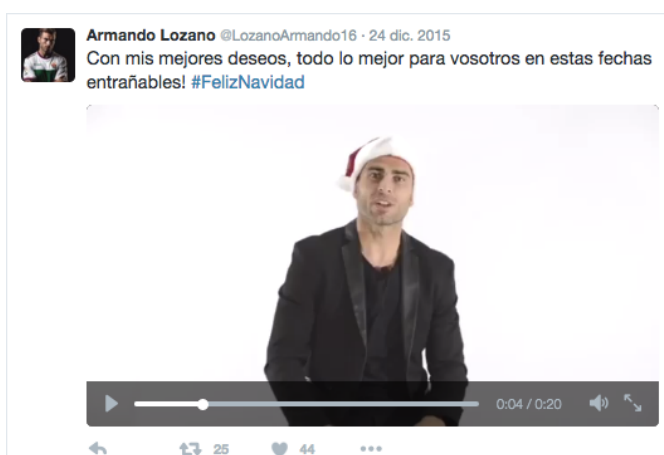 Armando Lozano @LozanoArmando16 · 24 dic. 2015
Con mis mejores deseos, todo lo mejor para vosotros en estas fechas
entrañables! #FelizNavidad
0:04 / 0:20
25 44